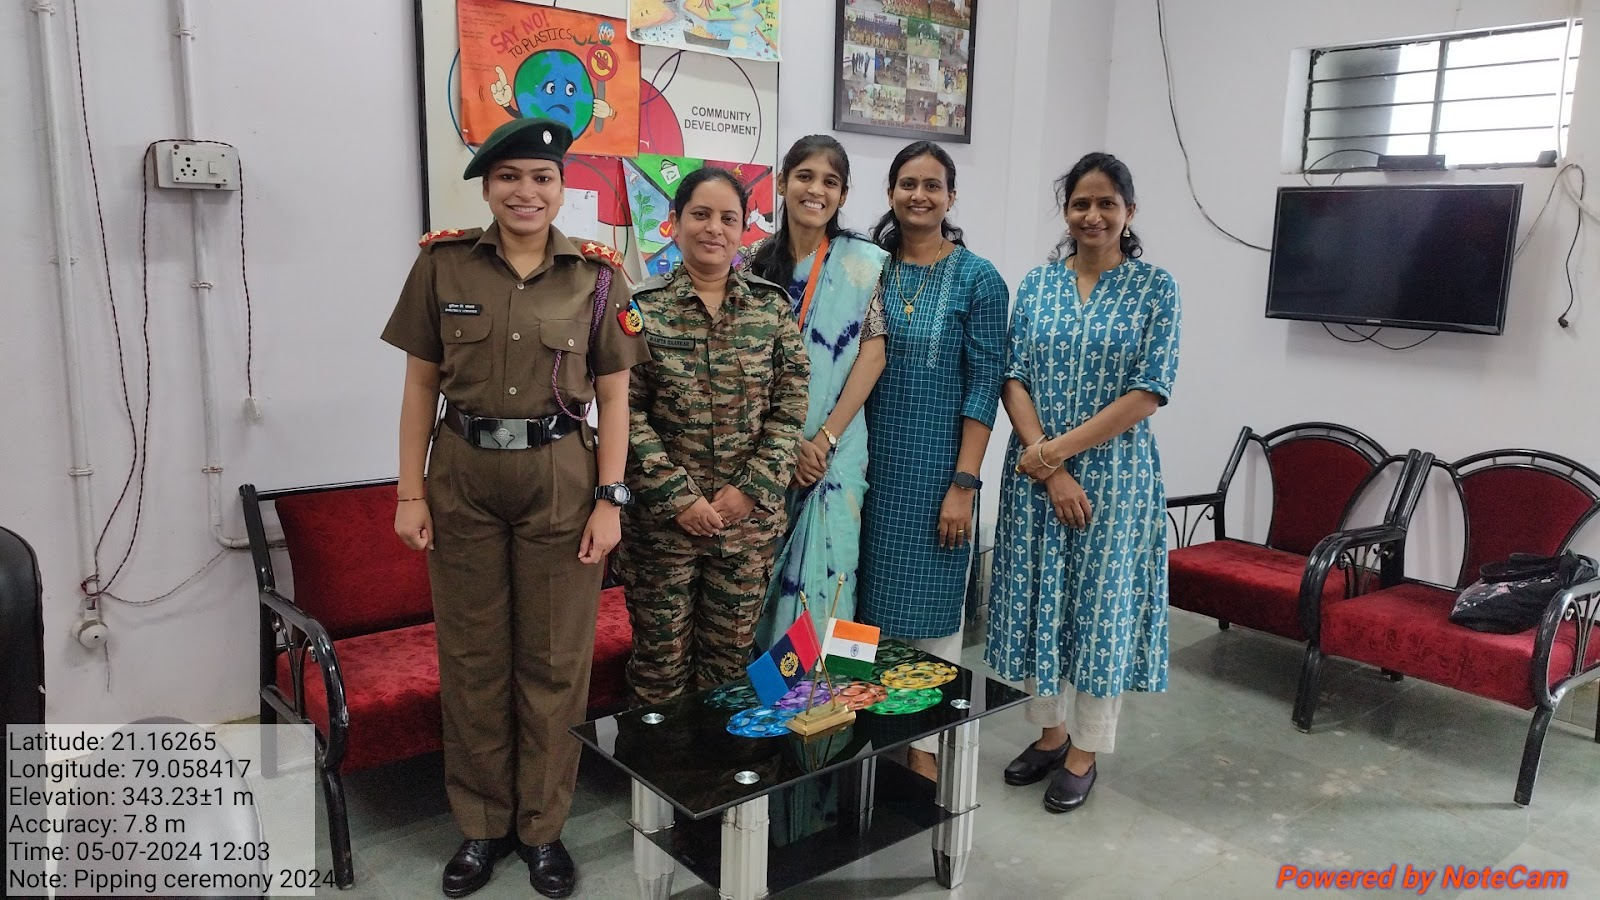 SAY NO!
TO PLASTICS
COMMUNITY
DEVELOPMENT
Latitude: 21.16265
Longitude: 79.058417
Elevation: 343.23±1 m
Accuracy: 7.8 m
Time: 05-07-2024 12:03
Note: Pipping ceremony 2024
Powered by NoteCam